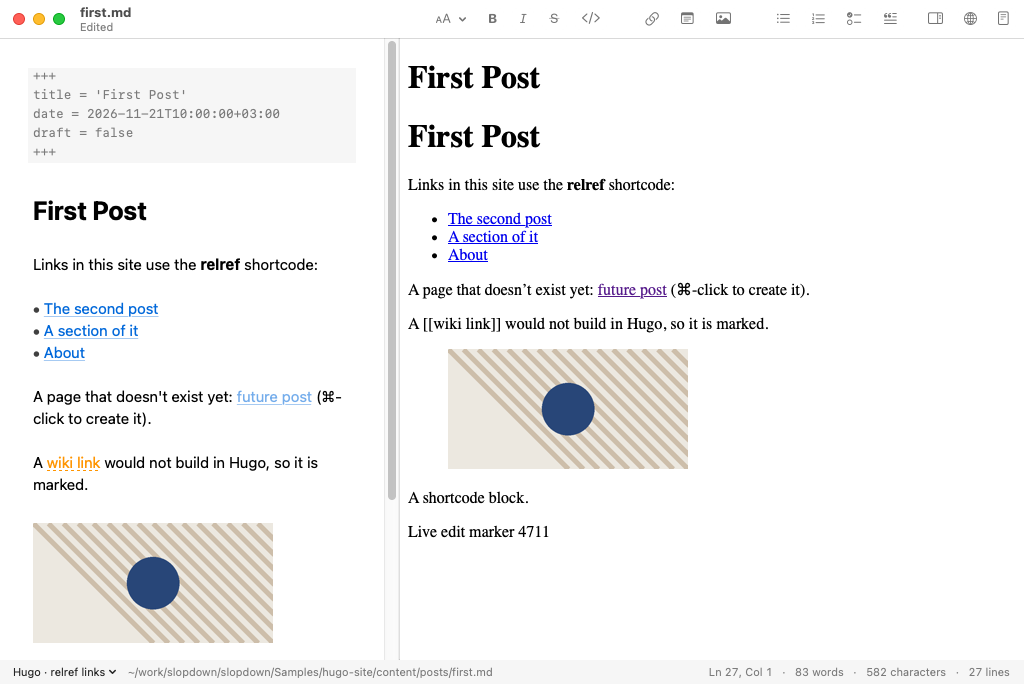 first.md
Edited
AA
B
I
S
</>
+++
title = 'First Post'
date = 2026-11-21T10:00:00+03:00
draft = false
+++
First Post
Links in this site use the relref shortcode:
• The second post
• A section of it
• About
A page that doesn't exist yet: future post (⌘-
click to create it).
A wiki link would not build in Hugo, so it is
marked.
First Post
First Post
Links in this site use the relref shortcode:
• The second post
• A section of it
• About
A page that doesn’t exist yet: future post (⌘-click to create it).
A [[wiki link]] would not build in Hugo, so it is marked.
A shortcode block.
Live edit marker 4711
Hugo · relref links ~/work/slopdown/slopdown/Samples/hugo-site/content/posts/first.md
Ln 27, Col 1 · 83 words · 582 characters · 27 lines